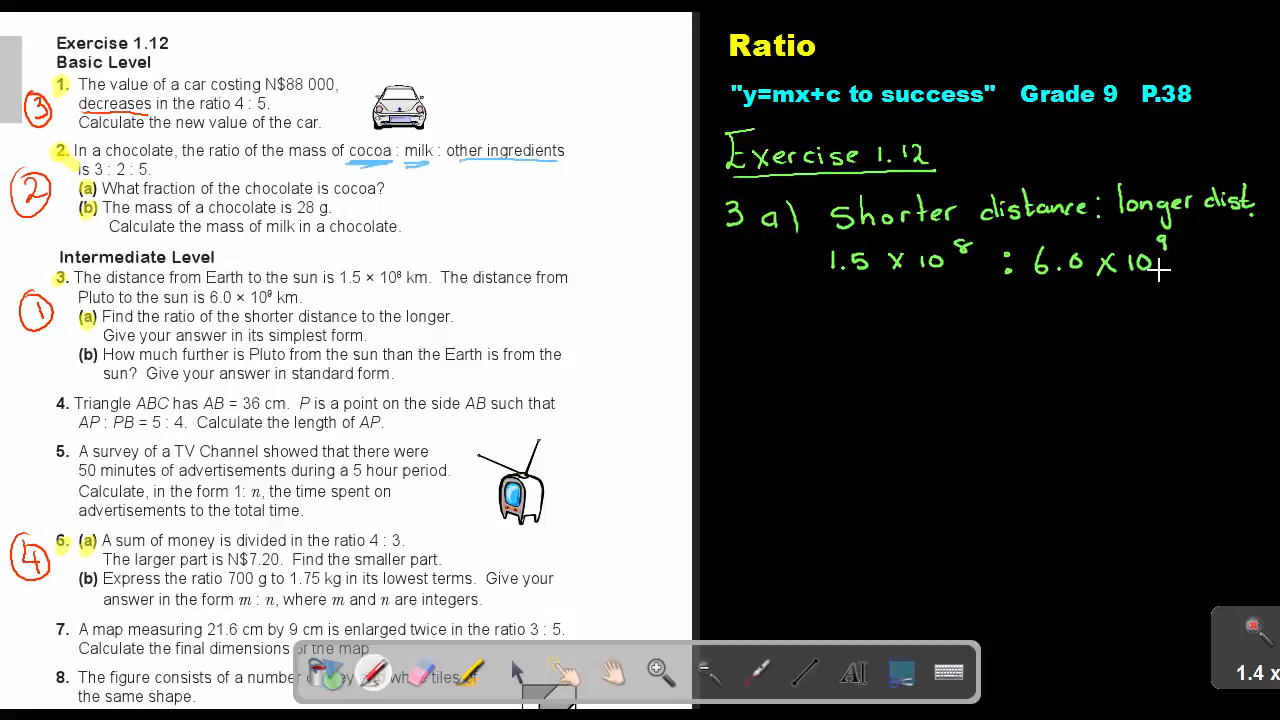 Exercise 1.12
Basic Level
1. The value of a car costing N$88 000,
decreases in the ratio 4 : 5.
Calculate the new value of the car.
3
2. In a chocolate, the ratio of the mass of cocoa : milk : other ingredients
is 3 : 2 : 5.
(a) What fraction of the chocolate is cocoa?
(b) The mass of a chocolate is 28 g.
Calculate the mass of milk in a chocolate.
2
Intermediate Level
3. The distance from Earth to the sun is 1.5 × 10⁸ km. The distance from
Pluto to the sun is 6.0 × 10⁹ km.
(a) Find the ratio of the shorter distance to the longer.
Give your answer in its simplest form.
(b) How much further is Pluto from the sun than the Earth is from the
sun? Give your answer in standard form.
1
4. Triangle ABC has AB = 36 cm. P is a point on the side AB such that
AP : PB = 5 : 4. Calculate the length of AP.
5. A survey of a TV Channel showed that there were
50 minutes of advertisements during a 5 hour period.
Calculate, in the form 1: n, the time spent on
advertisements to the total time.
6. (a) A sum of money is divided in the ratio 4 : 3.
The larger part is N$7.20. Find the smaller part.
(b) Express the ratio 700 g to 1.75 kg in its lowest terms. Give your
answer in the form m : n, where m and n are integers.
4
7. A map measuring 21.6 cm by 9 cm is enlarged twice in the ratio 3 : 5.
Calculate the final dimensions of the map
8. The figure consists of a number of tiles of
the same shape.
Ratio
"y=mx+c to success" Grade 9 P.38
Exercise 1.12
3 a) Shorter distance : longer dist.
1.5 × 10⁸ : 6.0 × 10⁹
AI
1.4 x